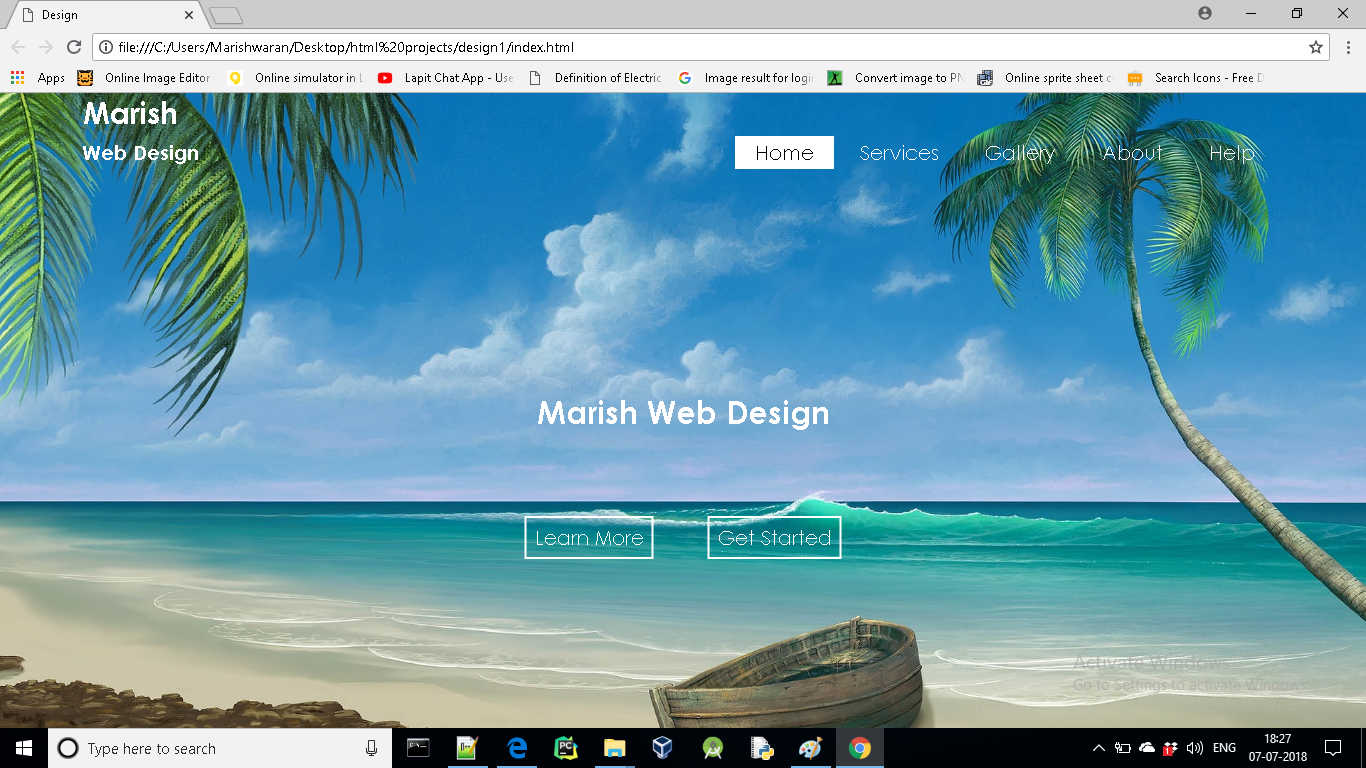 Design
file:///C:/Users/Marishwaran/Desktop/html%20projects/design1/index.html
Apps Online Image Editor Online simulator in Lapit Chat App - Use Definition of Electric Image result for login Convert image to PN Online sprite sheet c Search Icons - Free D
Marish
Web Design
Home Services Gallery About Help
Marish Web Design
Learn More Get Started
Activate Windows
Go to Settings to activate Windows.
Type here to search
PC
ENG
18:27
07-07-2018